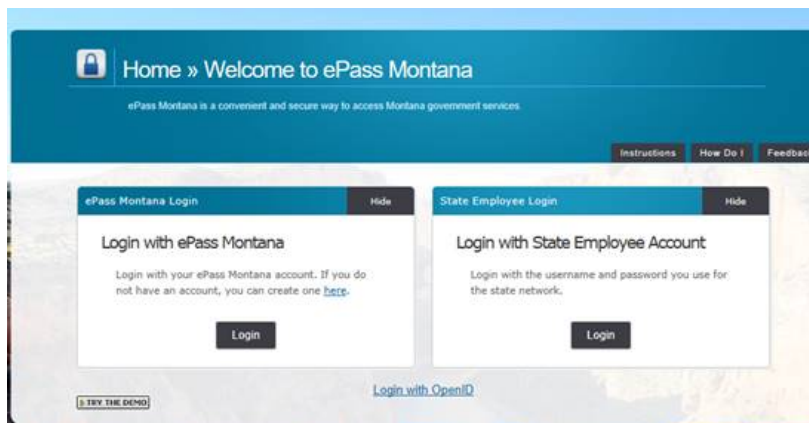 Home » Welcome to ePass Montana
ePass Montana is a convenient and secure way to access Montana government services.
Instructions How Do I Feedbac
ePass Montana Login Hide
Login with ePass Montana
Login with your ePass Montana account. If you do
not have an account, you can create one here.
Login
State Employee Login Hide
Login with State Employee Account
Login with the username and password you use for
the state network.
Login
Login with OpenID
TRY THE DEMO